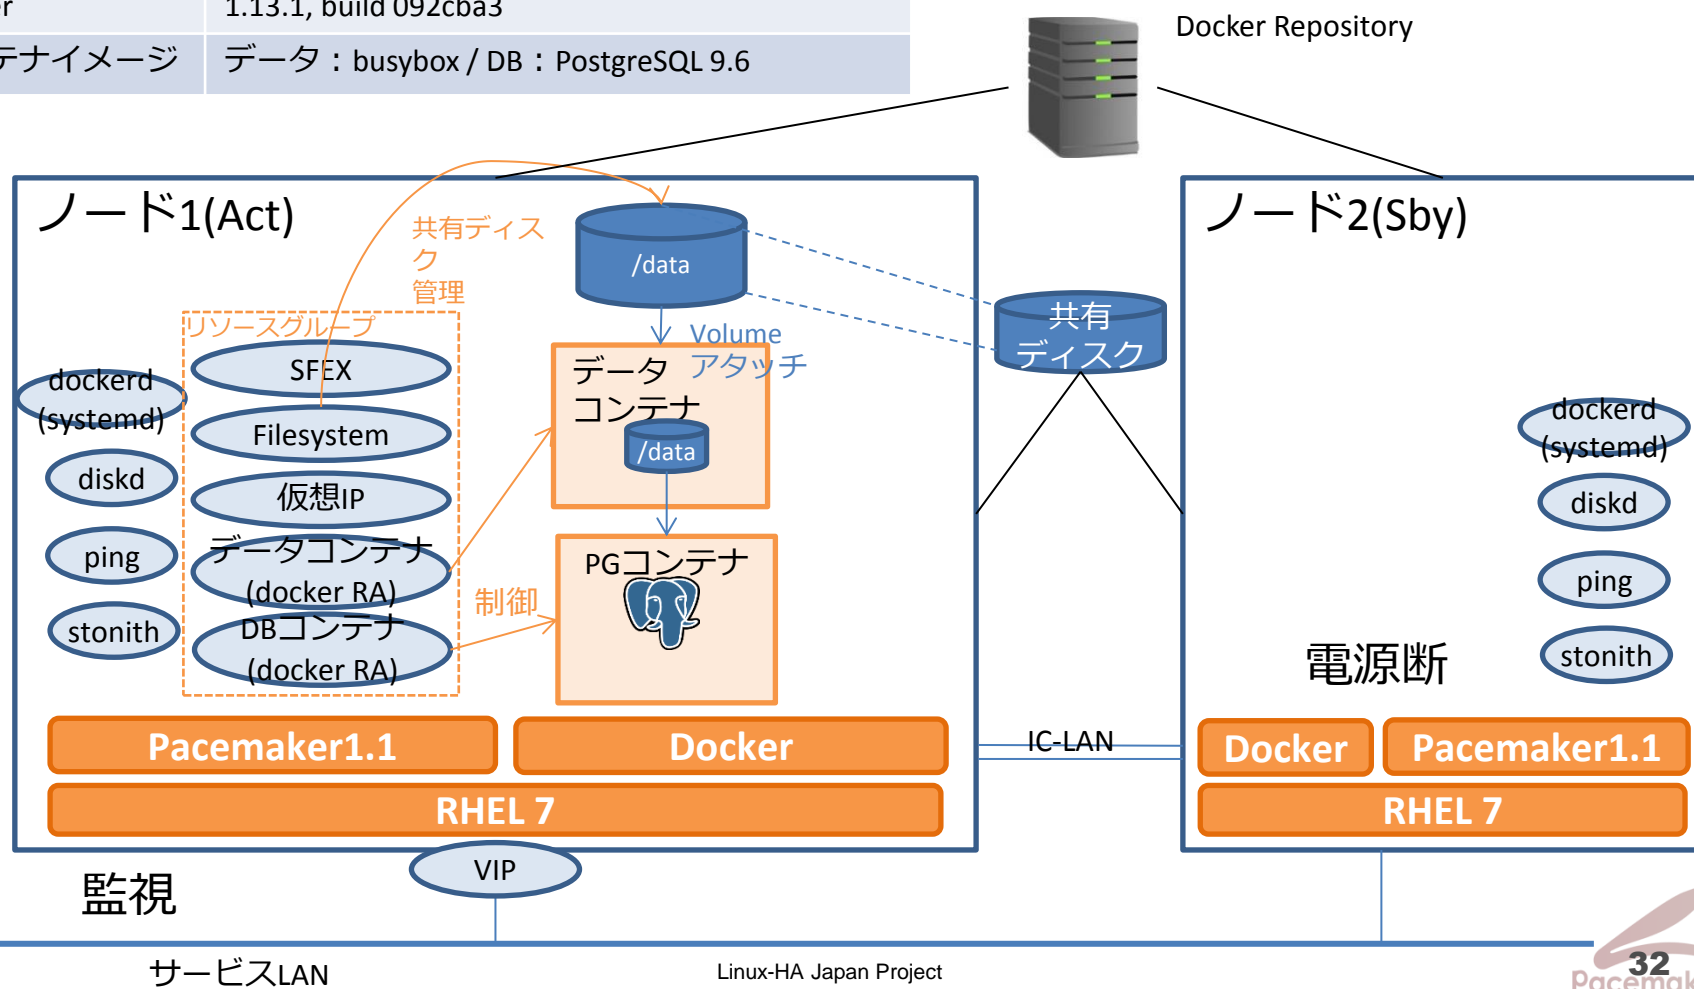 er 1.13.1, build 092cba3
テナイメージ データ：busybox / DB：PostgreSQL 9.6
Docker Repository
ノード1(Act)
共有ディス
ク
管理
/data
Volume
アタッチ
リソースグループ
SFEX
Filesystem
仮想IP
データコンテナ
(docker RA)
DBコンテナ
(docker RA)
dockerd
(systemd)
diskd
ping
stonith
データ
コンテナ
/data
制御
PGコンテナ
Pacemaker1.1
Docker
RHEL 7
共有
ディスク
IC-LAN
ノード2(Sby)
dockerd
(systemd)
diskd
ping
stonith
電源断
Docker
Pacemaker1.1
RHEL 7
VIP
監視
サービスLAN
Linux-HA Japan Project
32
Pacemak